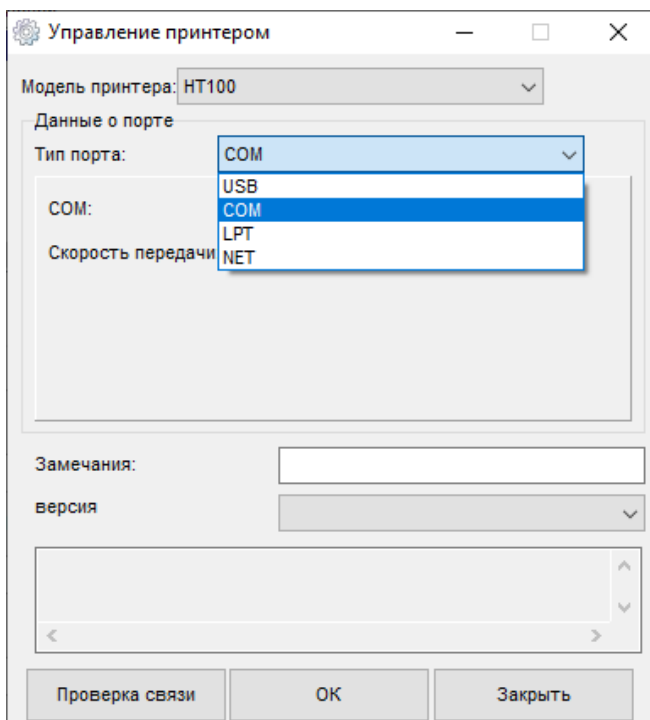 Управление принтером
Модель принтера: HT100
Данные о порте
Тип порта: COM
USB
COM: COM
LPT
Скорость передачи NET
Замечания:
версия
Проверка связи OK Закрыть